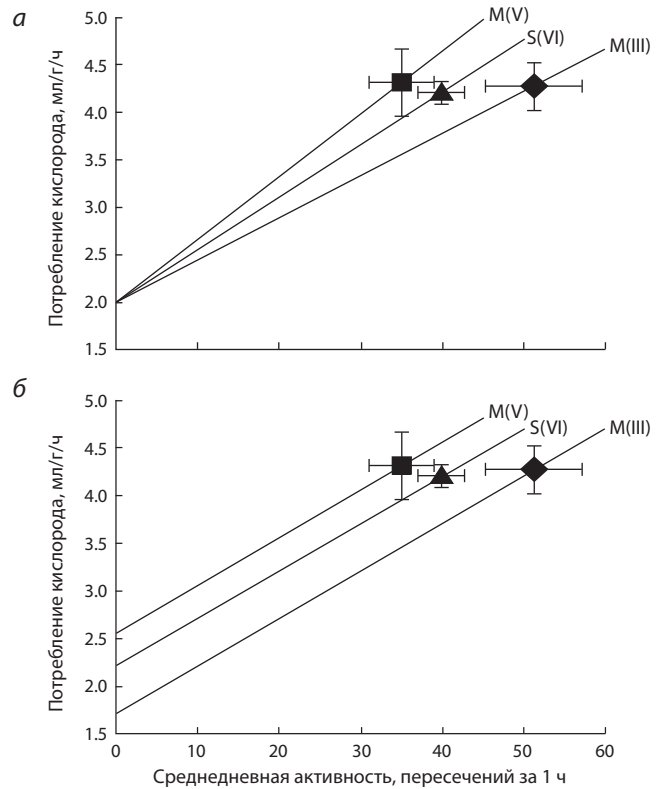 а
Потребление кислорода, мл/г/ч
5.0
4.5
4.0
3.5
3.0
2.5
2.0
1.5
M(V)
S(VI)
M(III)
б
Потребление кислорода, мл/г/ч
5.0
4.5
4.0
3.5
3.0
2.5
2.0
1.5
M(V)
S(VI)
M(III)
0 10 20 30 40 50 60
Среднедневная активность, пересечений за 1 ч